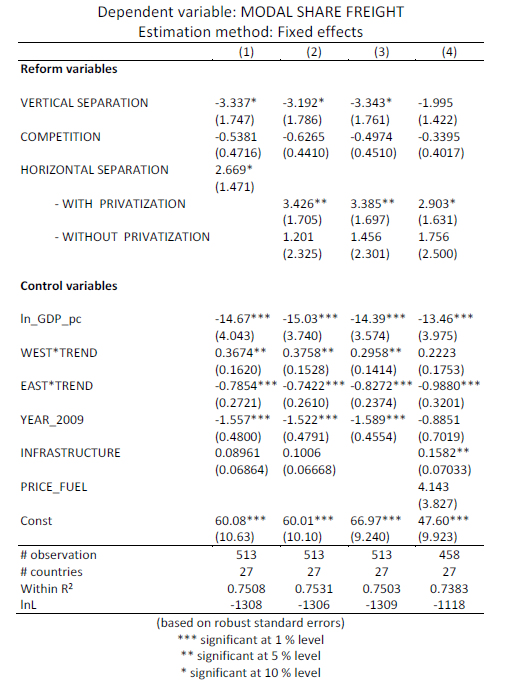 Dependent variable: MODAL SHARE FREIGHT
Estimation method: Fixed effects
(1) (2) (3) (4)
Reform variables
VERTICAL SEPARATION -3.337* -3.192* -3.343* -1.995
(1.747) (1.786) (1.761) (1.422)
COMPETITION -0.5381 -0.6265 -0.4974 -0.3395
(0.4716) (0.4410) (0.4510) (0.4017)
HORIZONTAL SEPARATION 2.669*
(1.471)
- WITH PRIVATIZATION 3.426** 3.385** 2.903*
(1.705) (1.697) (1.631)
- WITHOUT PRIVATIZATION 1.201 1.456 1.756
(2.325) (2.301) (2.500)
Control variables
ln_GDP_pc -14.67*** -15.03*** -14.39*** -13.46***
(4.043) (3.740) (3.574) (3.975)
WEST*TREND 0.3674** 0.3758** 0.2958** 0.2223
(0.1620) (0.1528) (0.1414) (0.1753)
EAST*TREND -0.7854*** -0.7422*** -0.8272*** -0.9880***
(0.2721) (0.2610) (0.2374) (0.3201)
YEAR_2009 -1.557*** -1.522*** -1.589*** -0.8851
(0.4800) (0.4791) (0.4554) (0.7019)
INFRASTRUCTURE 0.08961 0.1006 0.1582**
(0.06864) (0.06668) (0.07033)
PRICE_FUEL 4.143
(3.827)
Const 60.08*** 60.01*** 66.97*** 47.60***
(10.63) (10.10) (9.240) (9.923)
# observation 513 513 513 458
# countries 27 27 27 27
Within R² 0.7508 0.7531 0.7503 0.7383
lnL -1308 -1306 -1309 -1118
(based on robust standard errors)
*** significant at 1 % level
** significant at 5 % level
* significant at 10 % level